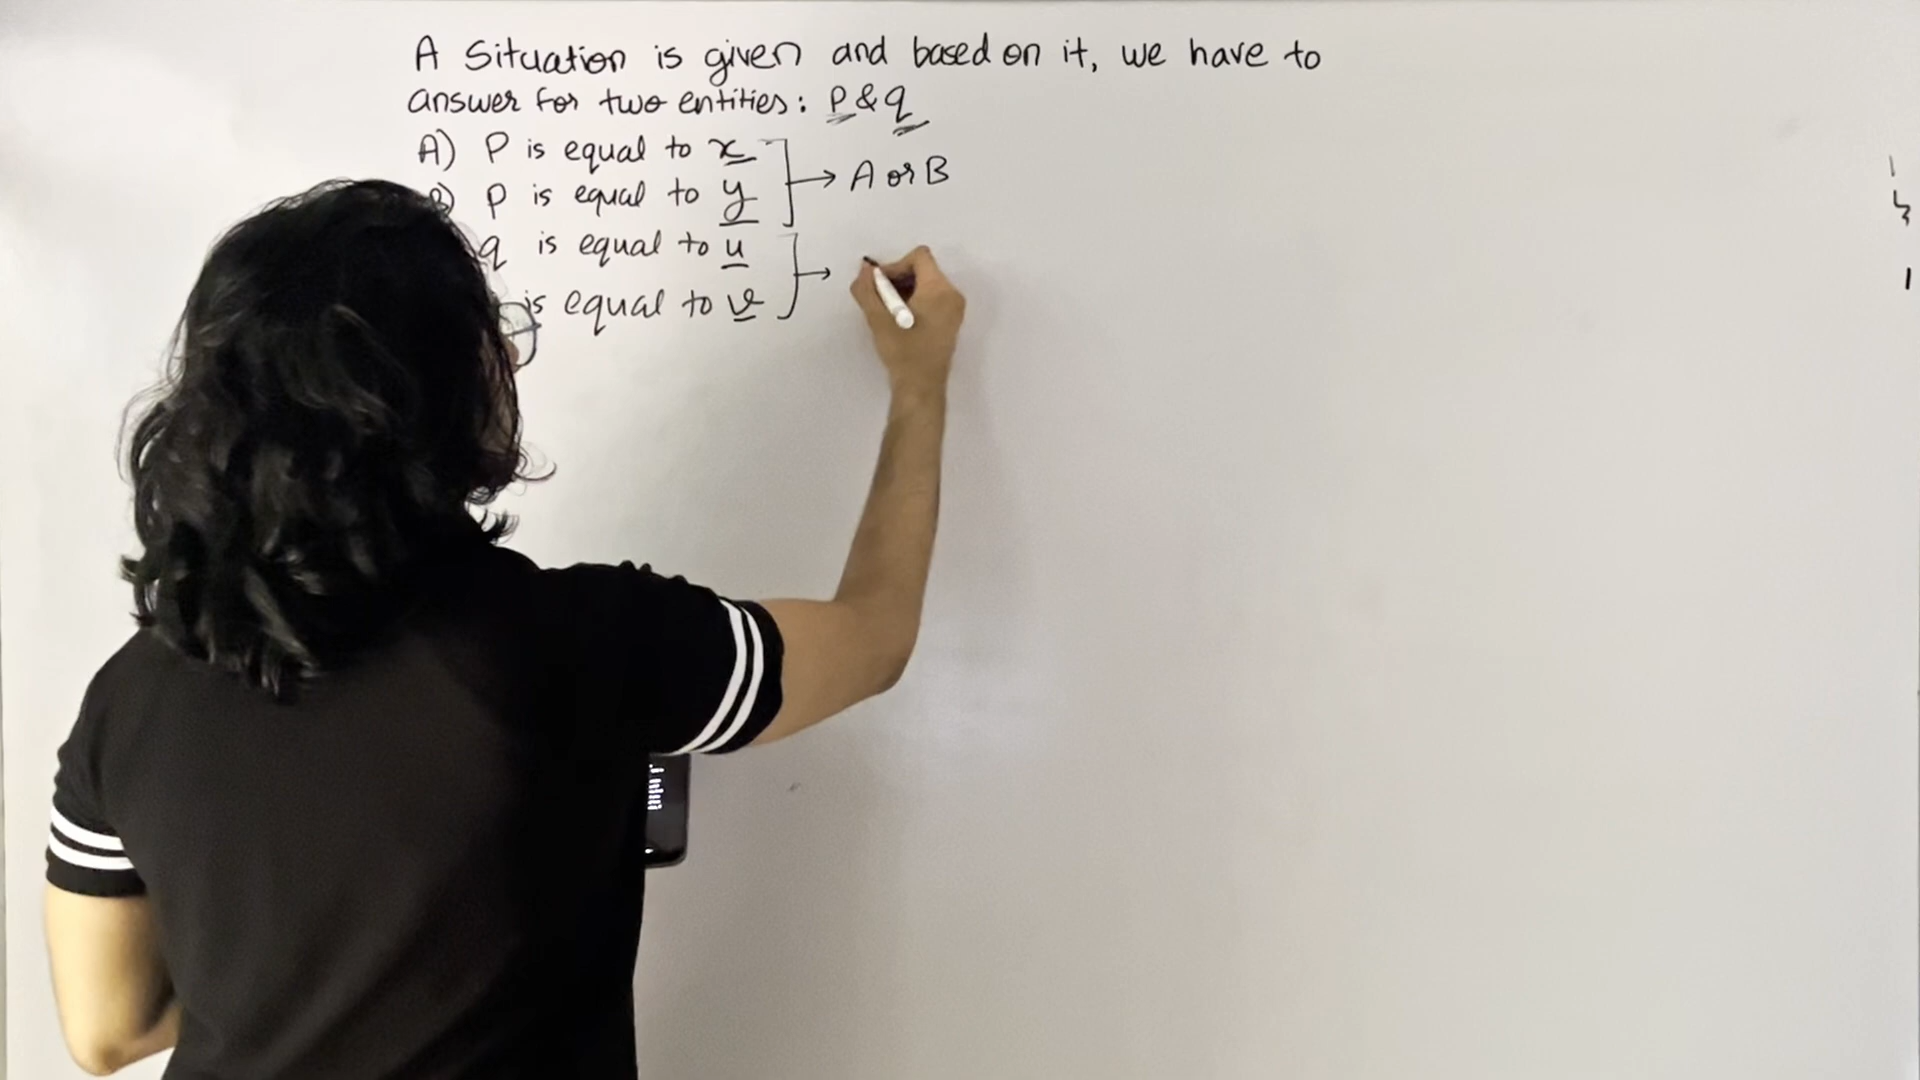 A Situation is given and based on it, we have to
answer for two entities: P & q
A) P is equal to x
B) P is equal to y
→ A or B
q is equal to u
is equal to v